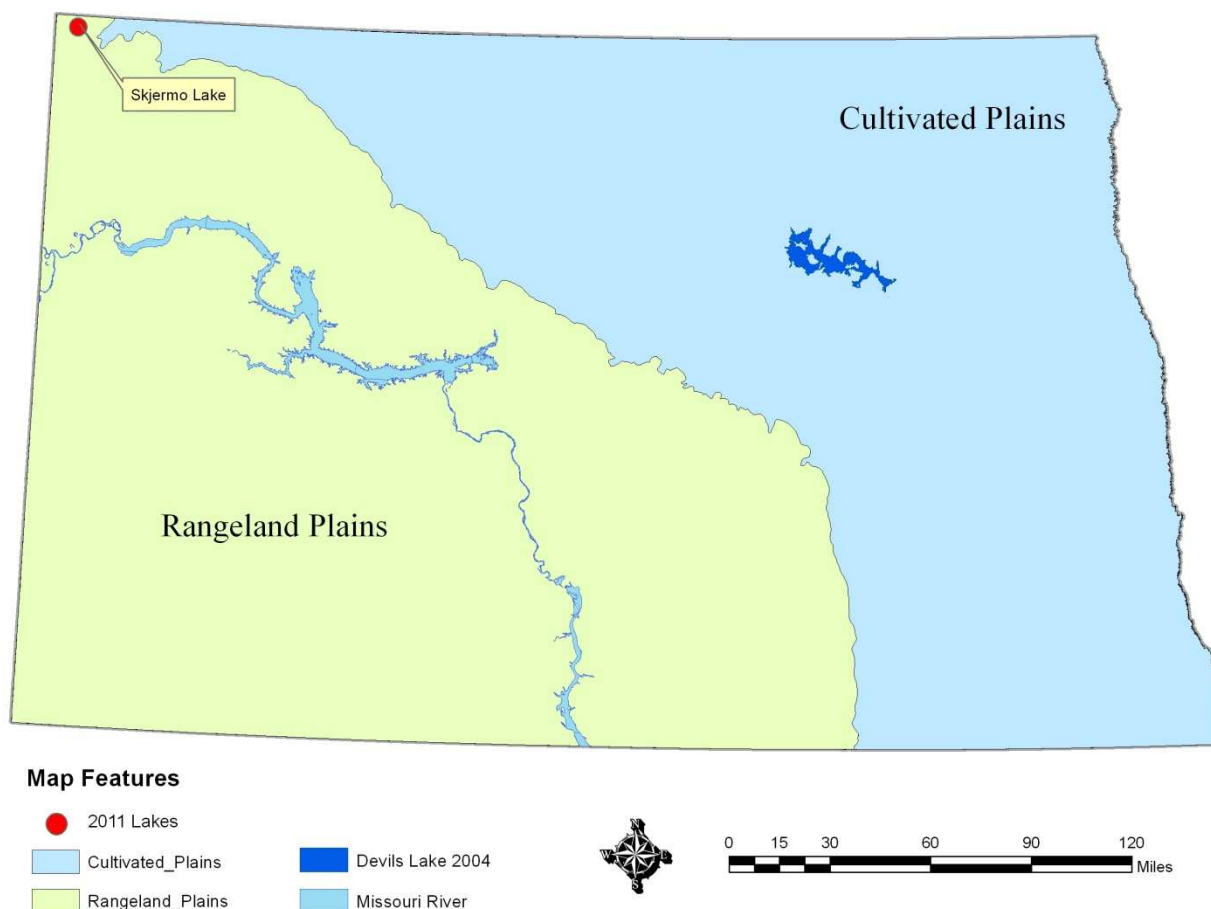 Skjermo Lake
Cultivated Plains
Rangeland Plains
Map Features
2011 Lakes
Cultivated_Plains
Rangeland_Plains
Devils Lake 2004
Missouri River
N
W E
S
0 15 30 60 90 120
Miles